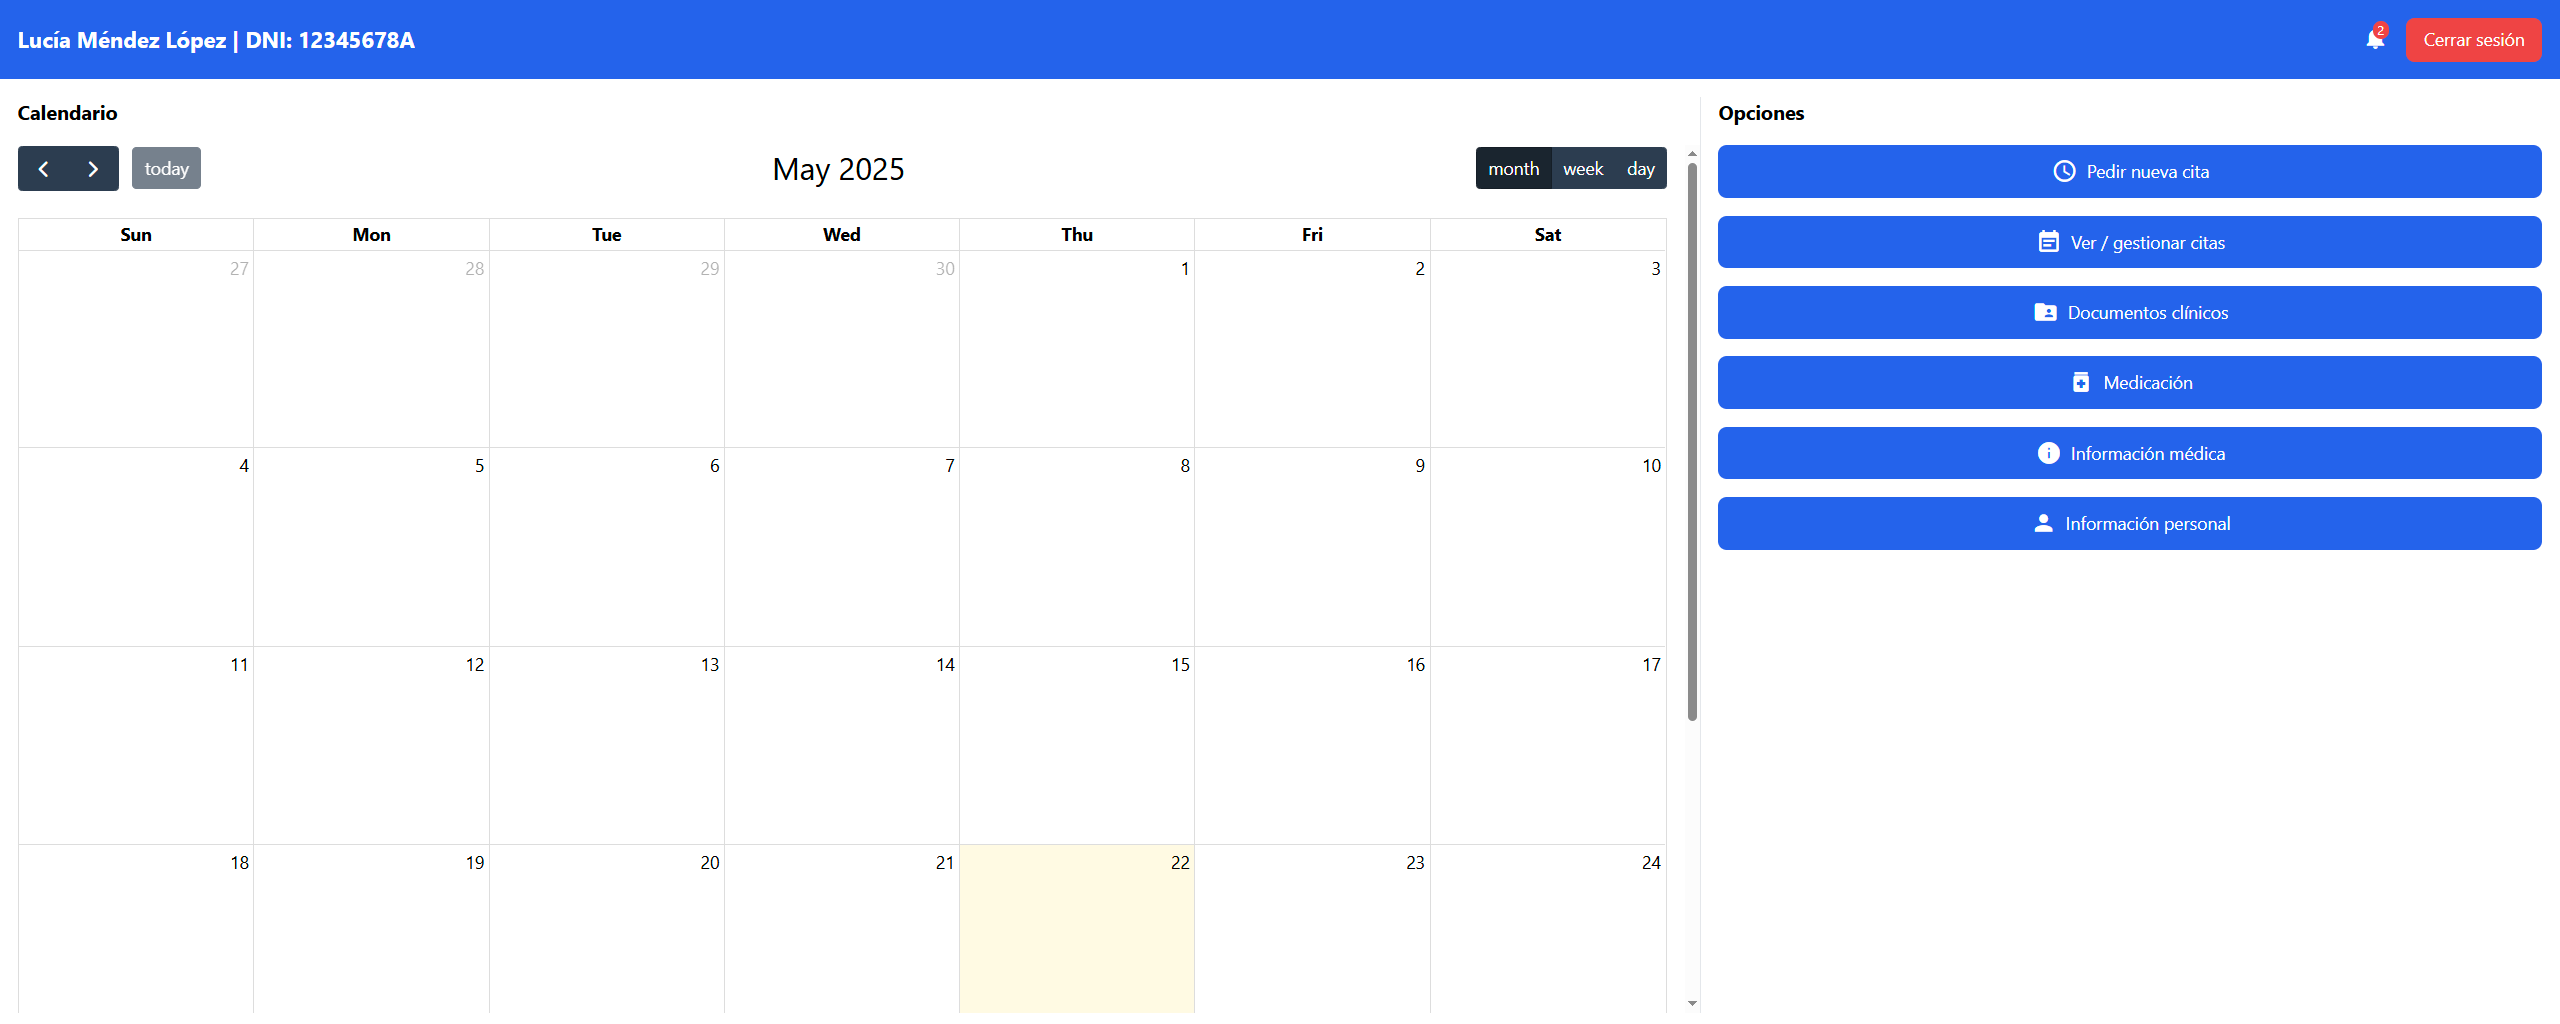 Lucía Méndez López | DNI: 12345678A
2
Cerrar sesión
Calendario
today
May 2025
month week day
Sun Mon Tue Wed Thu Fri Sat
27 28 29 30 1 2 3
4 5 6 7 8 9 10
11 12 13 14 15 16 17
18 19 20 21 22 23 24
Opciones
Pedir nueva cita
Ver / gestionar citas
Documentos clínicos
Medicación
Información médica
Información personal